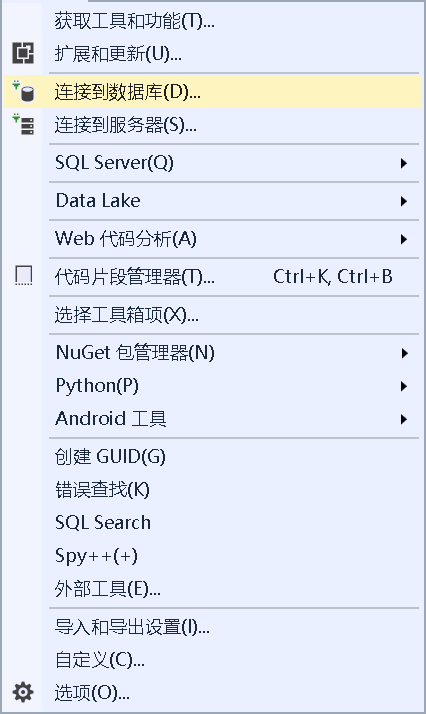 获取工具和功能(T)...
扩展和更新(U)...
连接到数据库(D)...
连接到服务器(S)...
SQL Server(Q)
Data Lake
Web 代码分析(A)
代码片段管理器(T)... Ctrl+K, Ctrl+B
选择工具箱项(X)...
NuGet 包管理器(N)
Python(P)
Android 工具
创建 GUID(G)
错误查找(K)
SQL Search
Spy++(+)
外部工具(E)...
导入和导出设置(I)...
自定义(C)...
选项(O)...